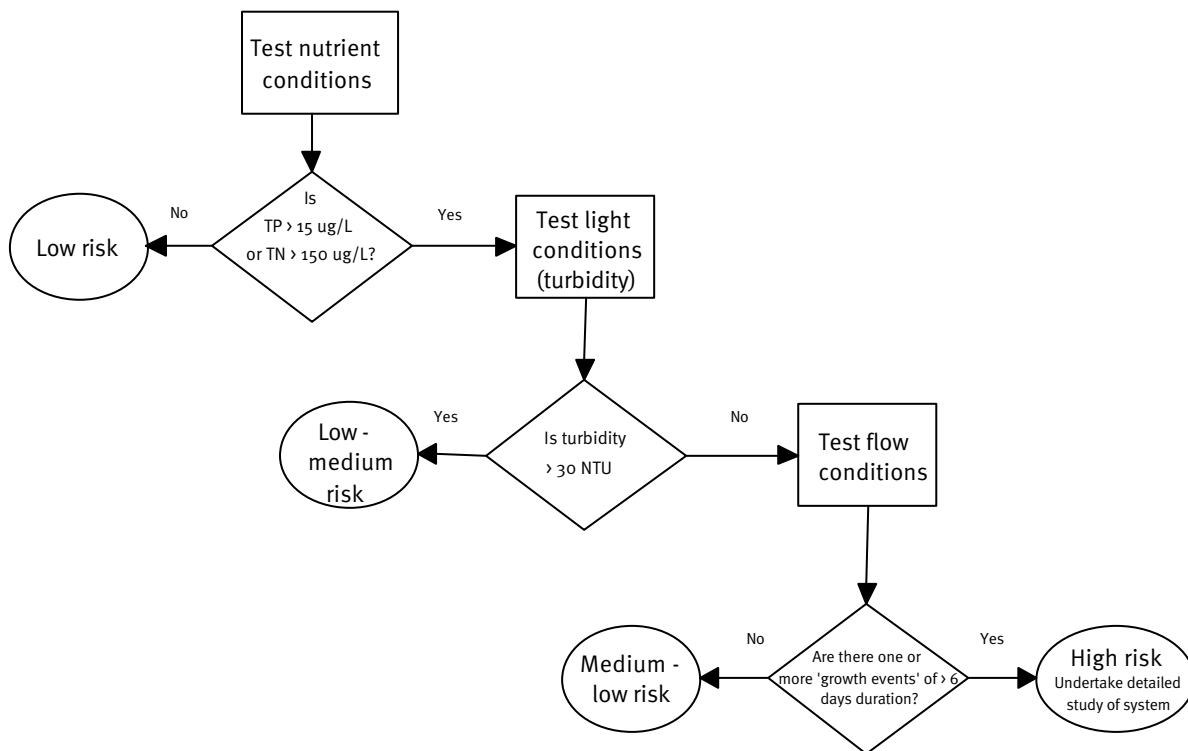 Test nutrient
conditions
Is
TP > 15 ug/L
or TN > 150 ug/L?
No
Yes
Low risk
Test light
conditions
(turbidity)
Is turbidity
> 30 NTU
Yes
No
Low -
medium
risk
Test flow
conditions
Are there one or
more 'growth events' of > 6
days duration?
No
Yes
Medium -
low risk
High risk
Undertake detailed
study of system